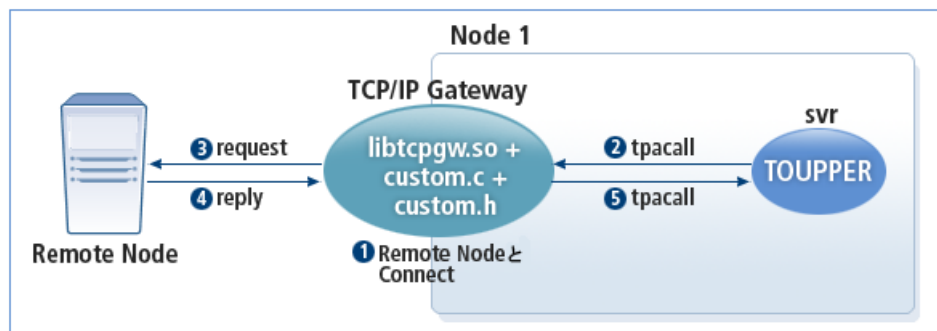 Node 1
TCP/IP Gateway
svr
❸ request
libtcpgw.so +
custom.c +
custom.h
❷ tpacall
TOUPPER
❹ reply
❺ tpacall
Remote Node
❶ Remote Nodeと
Connect